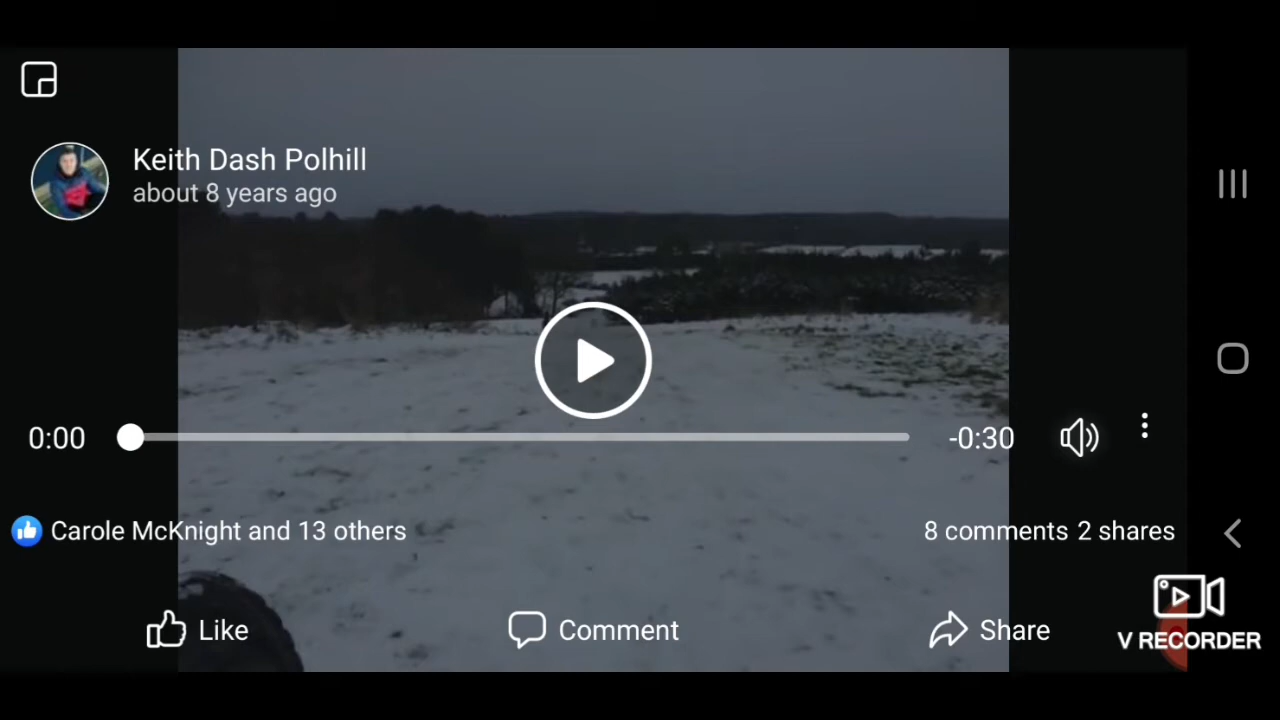 Keith Dash Polhill
about 8 years ago
0:00
-0:30
Carole McKnight and 13 others
8 comments 2 shares
Like
Comment
Share
V RECORDER